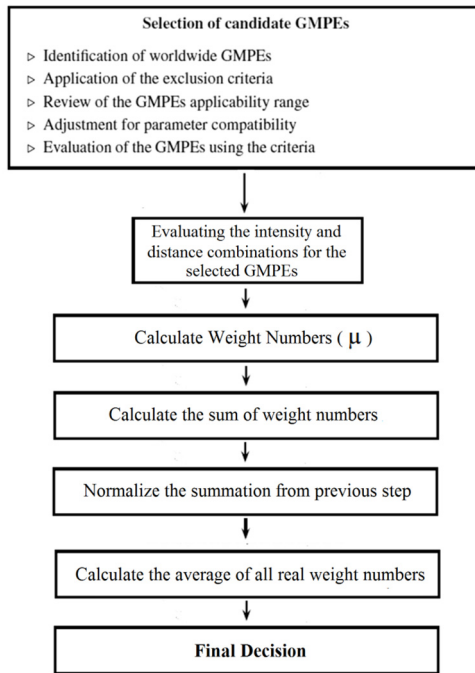 Selection of candidate GMPEs
▷ Identification of worldwide GMPEs
▷ Application of the exclusion criteria
▷ Review of the GMPEs applicability range
▷ Adjustment for parameter compatibility
▷ Evaluation of the GMPEs using the criteria
Evaluating the intensity and
distance combinations for the
selected GMPEs
Calculate Weight Numbers ( μ )
Calculate the sum of weight numbers
Normalize the summation from previous step
Calculate the average of all real weight numbers
Final Decision